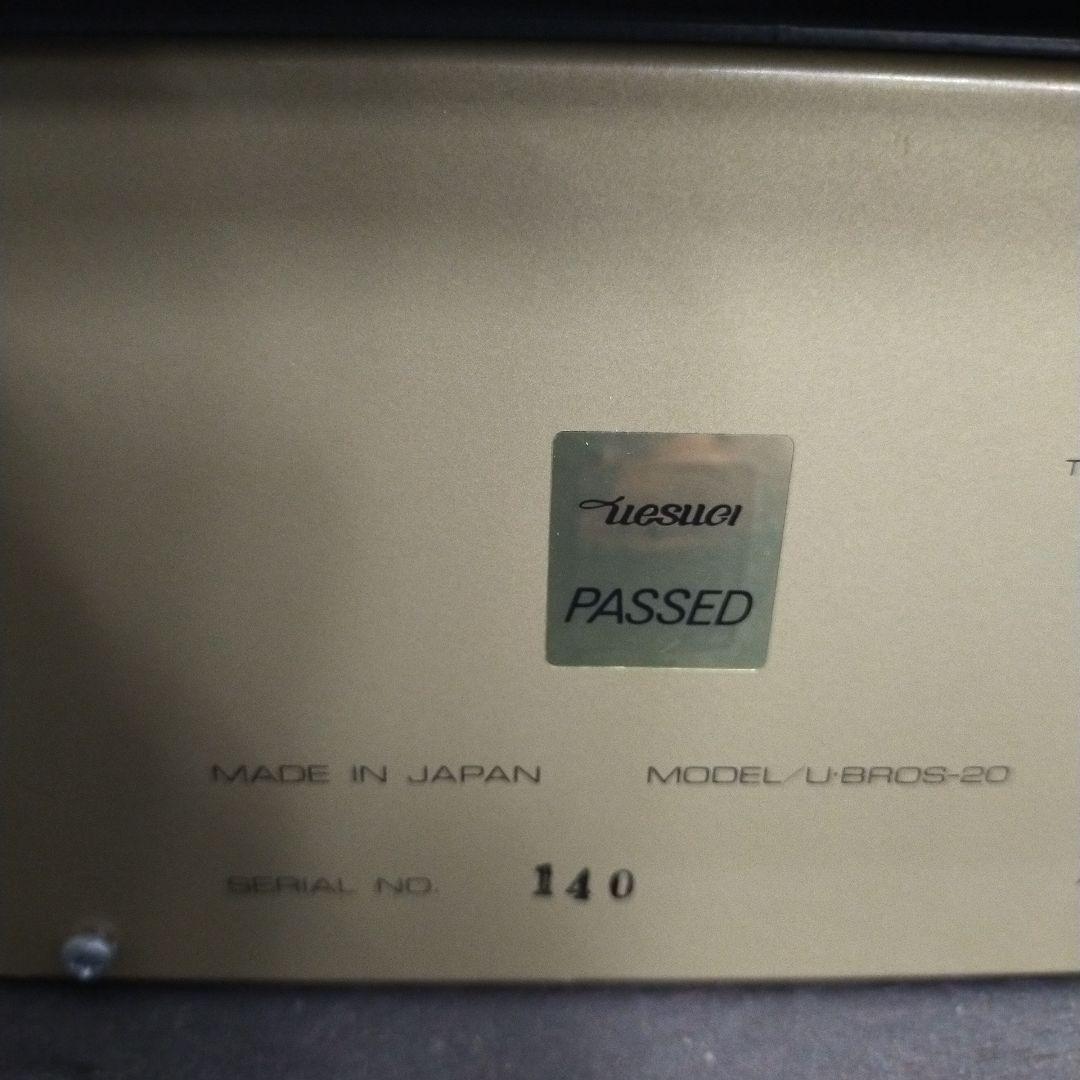 uesugi
PASSED
MADE IN JAPAN MODEL/U·BROS-20
SERIAL NO. 140